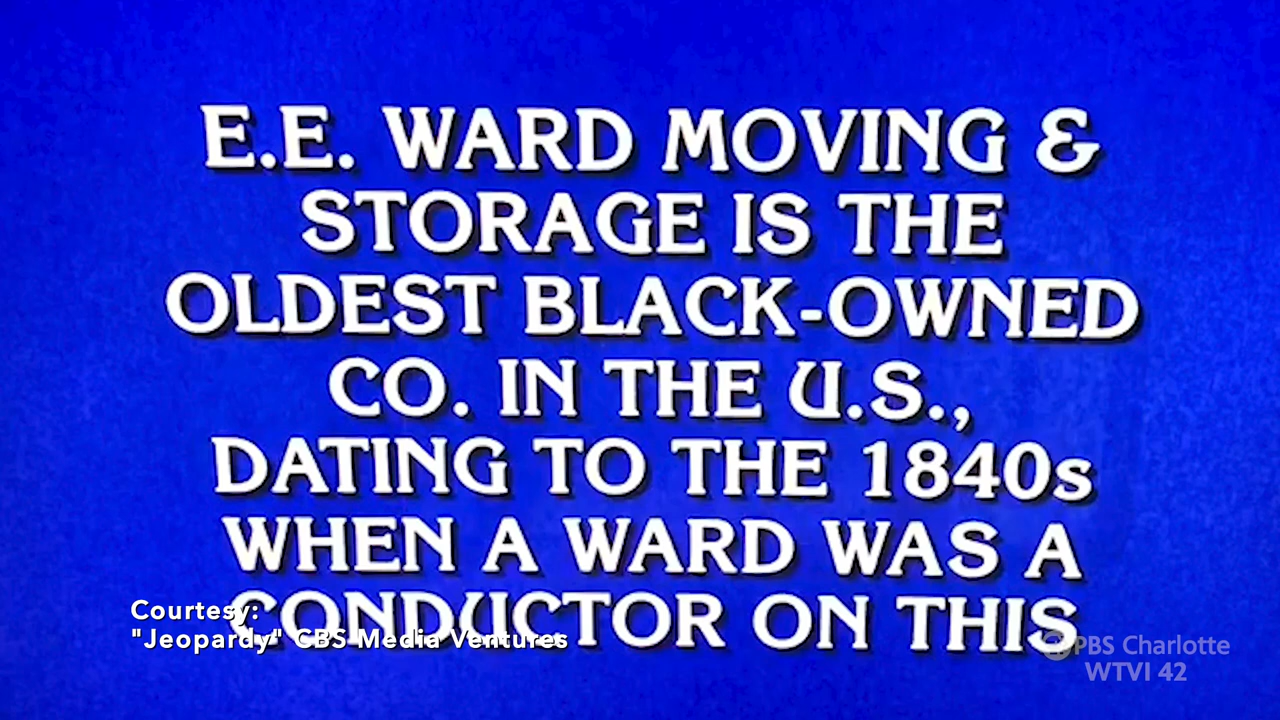 E.E. WARD MOVING &
STORAGE IS THE
OLDEST BLACK-OWNED
CO. IN THE U.S.,
DATING TO THE 1840s
WHEN A WARD WAS A
CONDUCTOR ON THIS
Courtesy:
"Jeopardy" CBS Media Ventures
PBS Charlotte
WTVI 42